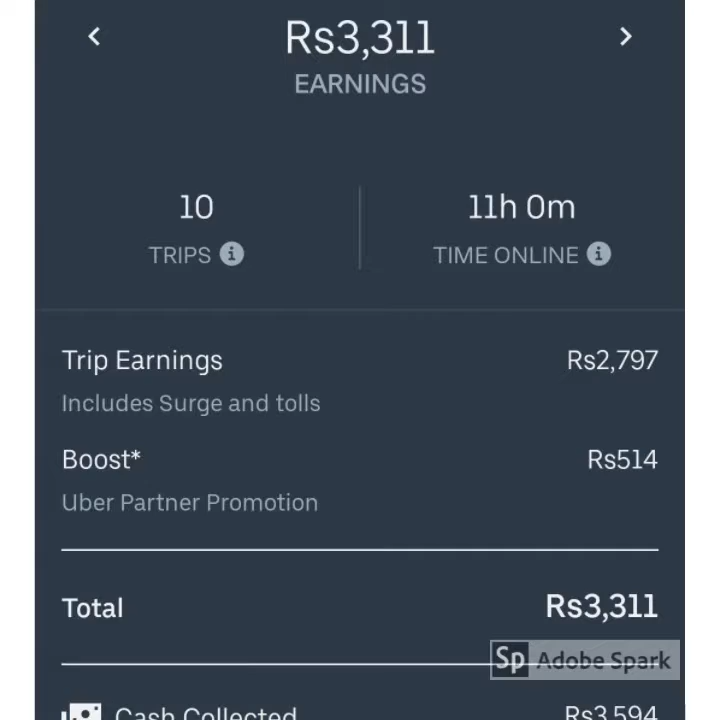 Rs3,311
EARNINGS
10
11h 0m
TRIPS
TIME ONLINE
Trip Earnings Rs2,797
Includes Surge and tolls
Boost* Rs514
Uber Partner Promotion
Total Rs3,311
Sp Adobe Spark
Cash Collected Rs3,594